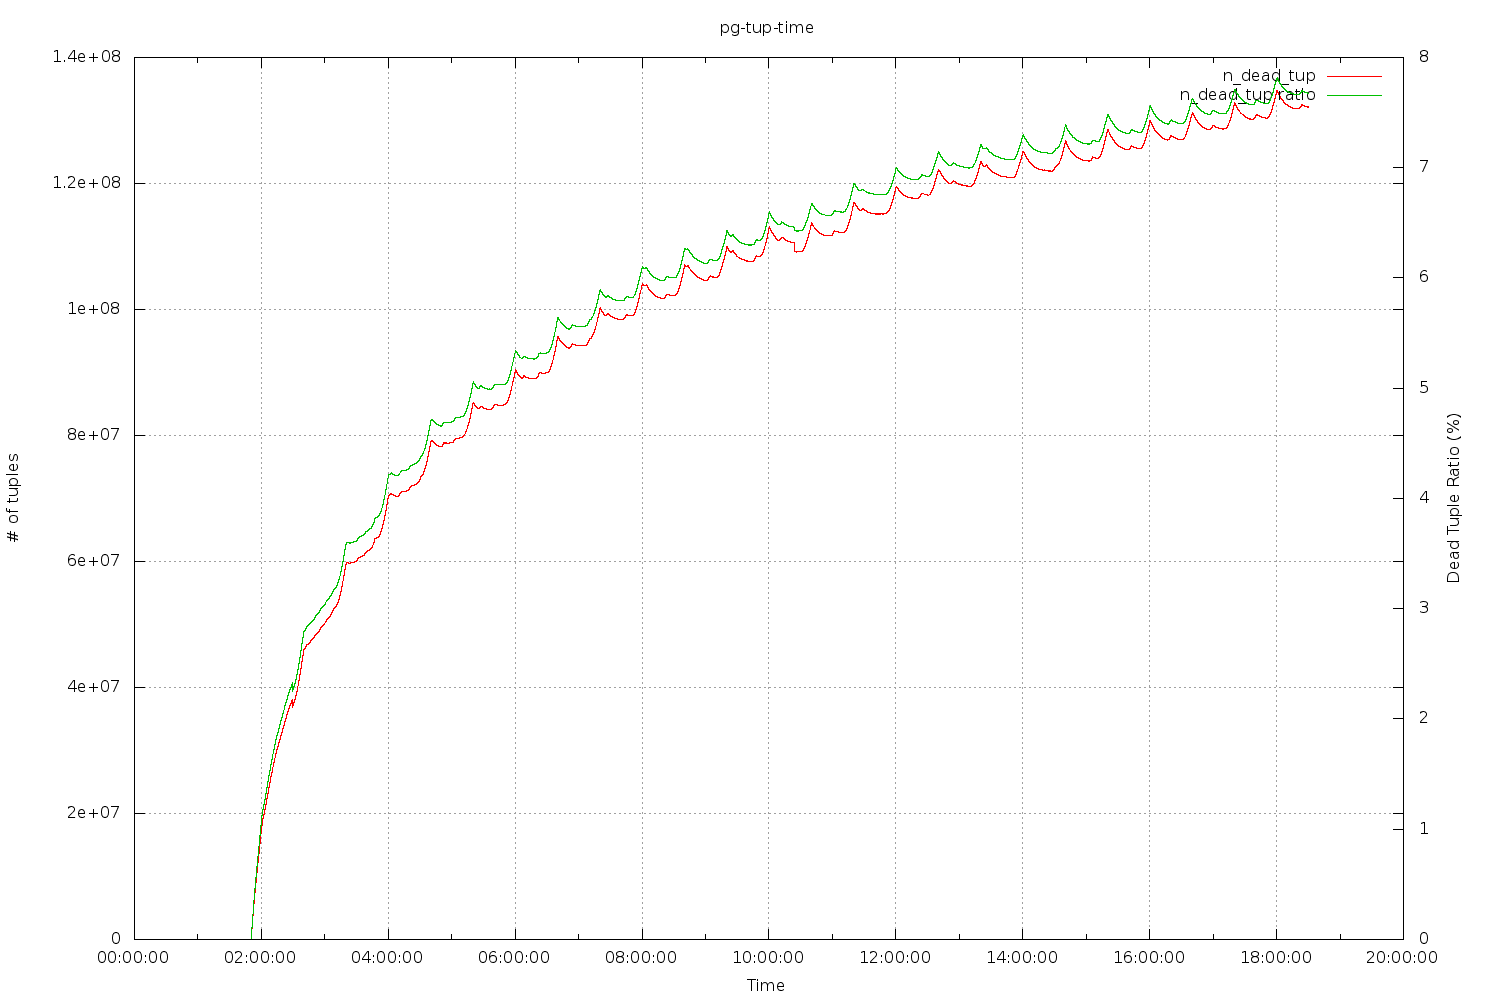 pg-tup-time
1.4e+08
1.2e+08
1e+08
8e+07
6e+07
4e+07
2e+07
0
# of tuples
n_dead_tup
n_dead_tup_ratio
8
7
6
5
4
3
2
1
0
Dead Tuple Ratio (%)
00:00:00 02:00:00 04:00:00 06:00:00 08:00:00 10:00:00 12:00:00 14:00:00 16:00:00 18:00:00 20:00:00
Time